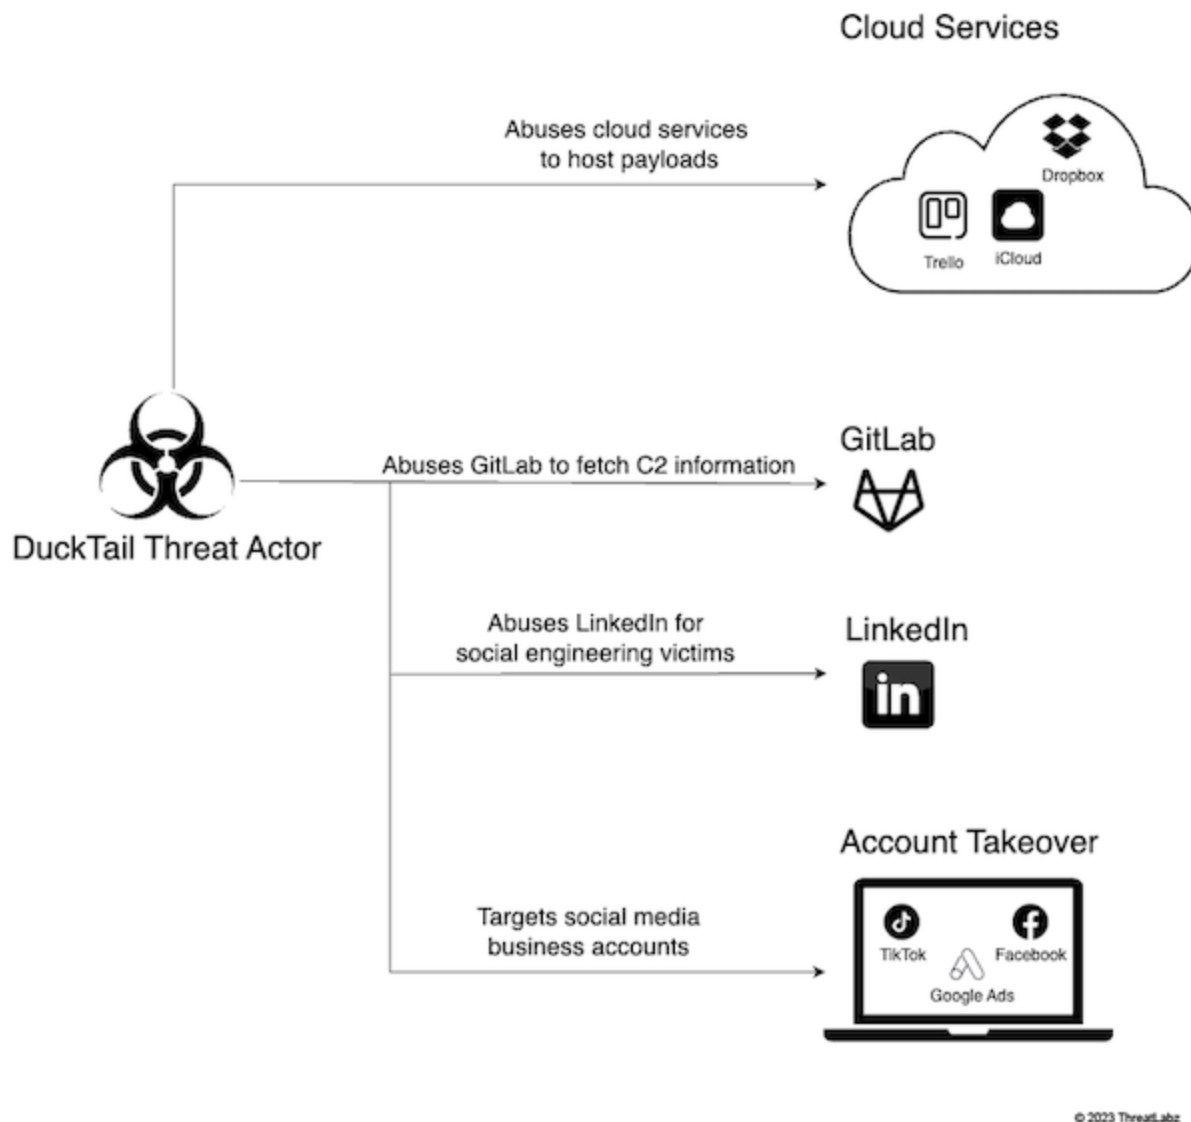 Cloud Services
Abuses cloud services
to host payloads
Dropbox
Trello
iCloud
GitLab
Abuses GitLab to fetch C2 information
DuckTail Threat Actor
Abuses LinkedIn for
social engineering victims
LinkedIn
in
Account Takeover
Targets social media
business accounts
TikTok
Facebook
Google Ads
© 2023 ThreatLabz